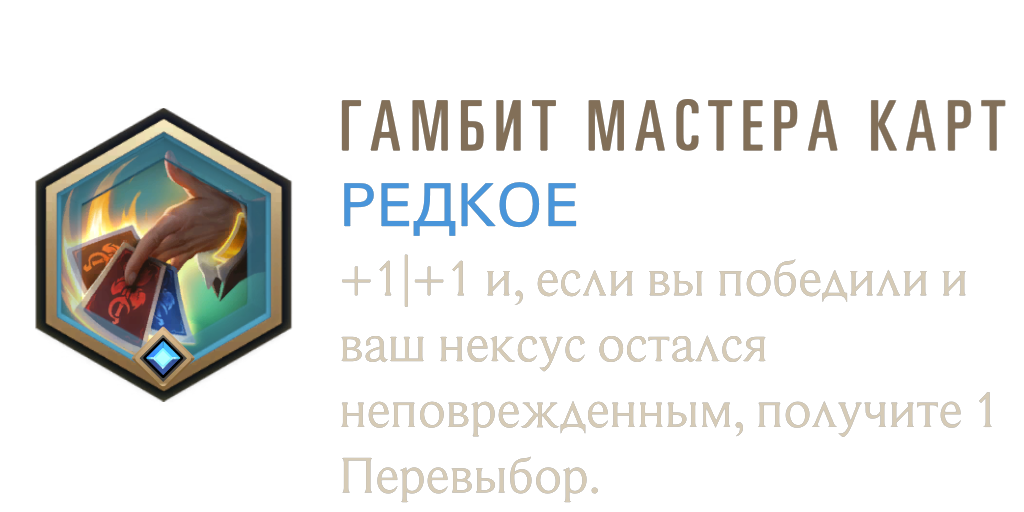 ГАМБИТ МАСТЕРА КАРТ
РЕДКОЕ
+1|+1 и, если вы победили и
ваш нексус остался
неповрежденным, получите 1
Перевыбор.